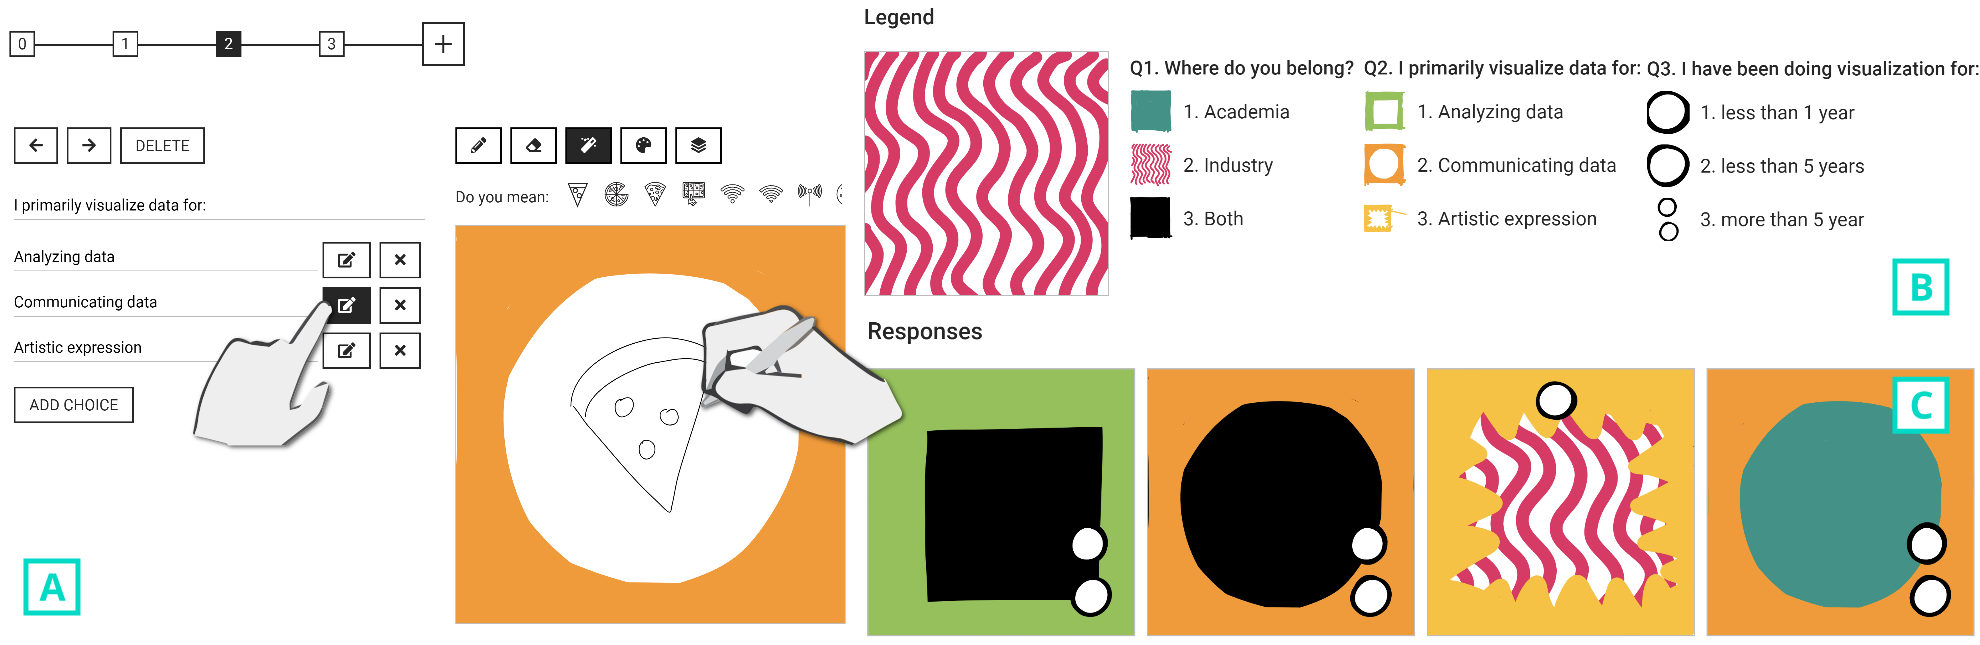 0 1 2 3 +
DELETE
I primarily visualize data for:
Analyzing data
Communicating data
Artistic expression
ADD CHOICE
A
Do you mean:
Legend
Q1. Where do you belong?
1. Academia
2. Industry
3. Both
Q2. I primarily visualize data for:
1. Analyzing data
2. Communicating data
3. Artistic expression
Q3. I have been doing visualization for:
1. less than 1 year
2. less than 5 years
3. more than 5 year
B
Responses
C